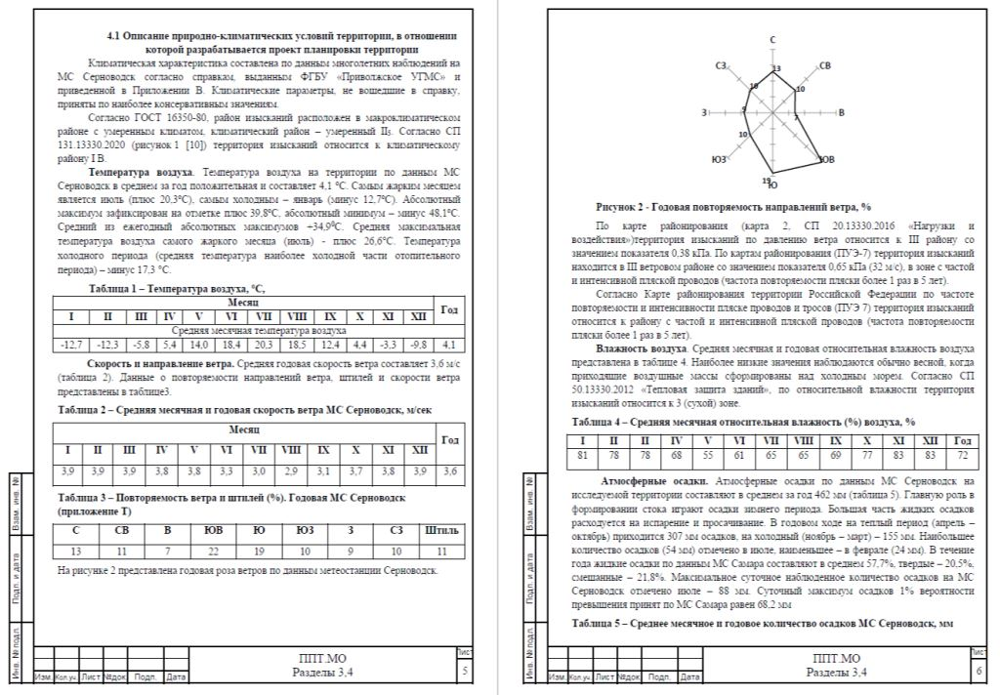 4.1 Описание природно-климатических условий территории, в отношении
которой разрабатывается проект планировки территории
Климатическая характеристика составлена по данным многолетних наблюдений на
МС Серноводск согласно справкам, выданным ФГБУ «Приволжское УГМС» и
приведенной в Приложении В. Климатические параметры, не вошедшие в справку,
приняты по наиболее консервативным значениям.
Согласно ГОСТ 16350-80, район изысканий расположен в макроклиматическом
районе с умеренным климатом, климатический район – умеренный II₅. Согласно СП
131.13330.2020 (рисунок 1 [10]) территория изысканий относится к климатическому
району I В.
Температура воздуха. Температура воздуха на территории по данным МС
Серноводск в среднем за год положительная и составляет 4,1 °С. Самым жарким месяцем
является июль (плюс 20,3°С), самым холодным – январь (минус 12,7°С). Абсолютный
максимум зафиксирован на отметке плюс 39,8°С, абсолютный минимум – минус 48,1°С.
Средний из ежегодный абсолютных максимумов +34,9⁰С. Средняя максимальная
температура воздуха самого жаркого месяца (июль) - плюс 26,6°С. Температура
холодного периода (средняя температура наиболее холодной части отопительного
периода) – минус 17,3 °С.
Таблица 1 – Температура воздуха, °С,
Месяц Год
I II III IV V VI VII VIII IX X XI XII
Средняя месячная температура воздуха
-12,7 -12,3 -5,8 5,4 14,0 18,4 20,3 18,5 12,4 4,4 -3,3 -9,8 4,1
Скорость и направление ветра. Средняя годовая скорость ветра составляет 3,6 м/с
(таблица 2). Данные о повторяемости направлений ветра, штилей и скорости ветра
представлены в таблице3.
Таблица 2 – Средняя месячная и годовая скорость ветра МС Серноводск, м/сек
Месяц Год
I II III IV V VI VII VIII IX X XI XII
3,9 3,9 3,9 3,8 3,8 3,3 3,0 2,9 3,1 3,7 3,8 3,9 3,6
Таблица 3 – Повторяемость ветра и штилей (%). Годовая МС Серноводск
(приложение Т)
С СВ В ЮВ Ю ЮЗ З СЗ Штиль
13 11 7 22 19 10 9 10 11
На рисунке 2 представлена годовая роза ветров по данным метеостанции Серноводск.
Взам. инв. №
Подп. и дата
Инв. № подл.
Изм. Кол.уч. Лист №док. Подп. Дата
ППТ.МО
Разделы 3,4
Лист
5
С
СЗ 13 СВ
10 10
З 9 7 В
10
ЮЗ ЮВ
19
Ю
Рисунок 2 - Годовая повторяемость направлений ветра, %
По карте районирования (карта 2, СП 20.13330.2016 «Нагрузки и
воздействия»)территория изысканий по давлению ветра относится к III району со
значением показателя 0,38 кПа. По картам районирования (ПУЭ-7) территория изысканий
находится в III ветровом районе со значением показателя 0,65 кПа (32 м/с), в зоне с частой
и интенсивной пляской проводов (частота повторяемости пляски более 1 раз в 5 лет).
Согласно Карте районирования территории Российской Федерации по частоте
повторяемости и интенсивности пляске проводов и тросов (ПУЭ 7) территория изысканий
относится к району с частой и интенсивной пляской проводов (частота повторяемости
пляски более 1 раз в 5 лет).
Влажность воздуха. Средняя месячная и годовая относительная влажность воздуха
представлена в таблице 4. Наиболее низкие значения наблюдаются обычно весной, когда
приходящие воздушные массы сформированы над холодным морем. Согласно СП
50.13330.2012 «Тепловая защита зданий», по относительной влажности территория
изысканий относится к 3 (сухой) зоне.
Таблица 4 – Средняя месячная относительная влажность (%) воздуха, %
I II III IV V VI VII VIII IX X XI XII Год
81 78 78 68 55 61 65 65 69 77 83 83 72
Атмосферные осадки. Атмосферные осадки по данным МС Серноводск на
исследуемой территории составляют в среднем за год 462 мм (таблица 5). Главную роль в
формировании стока играют осадки зимнего периода. Большая часть жидких осадков
расходуется на испарение и просачивание. В годовом ходе на теплый период (апрель –
октябрь) приходится 307 мм осадков, на холодный (ноябрь – март) – 155 мм. Наибольшее
количество осадков (54 мм) отмечено в июле, наименьшее – в феврале (24 мм). В течение
года жидкие осадки по данным МС Самара составляют в среднем 57,7%, твердые – 20,5%,
смешанные – 21,8%. Максимальное суточное наблюденное количество осадков на МС
Серноводск отмечено июле – 88 мм. Суточный максимум осадков 1% вероятности
превышения принят по МС Самара равен 68,2 мм
Таблица 5 – Среднее месячное и годовое количество осадков МС Серноводск, мм
Взам. инв. №
Подп. и дата
Инв. № подл.
Изм. Кол.уч. Лист №док. Подп. Дата
ППТ.МО
Разделы 3,4
Лист
6